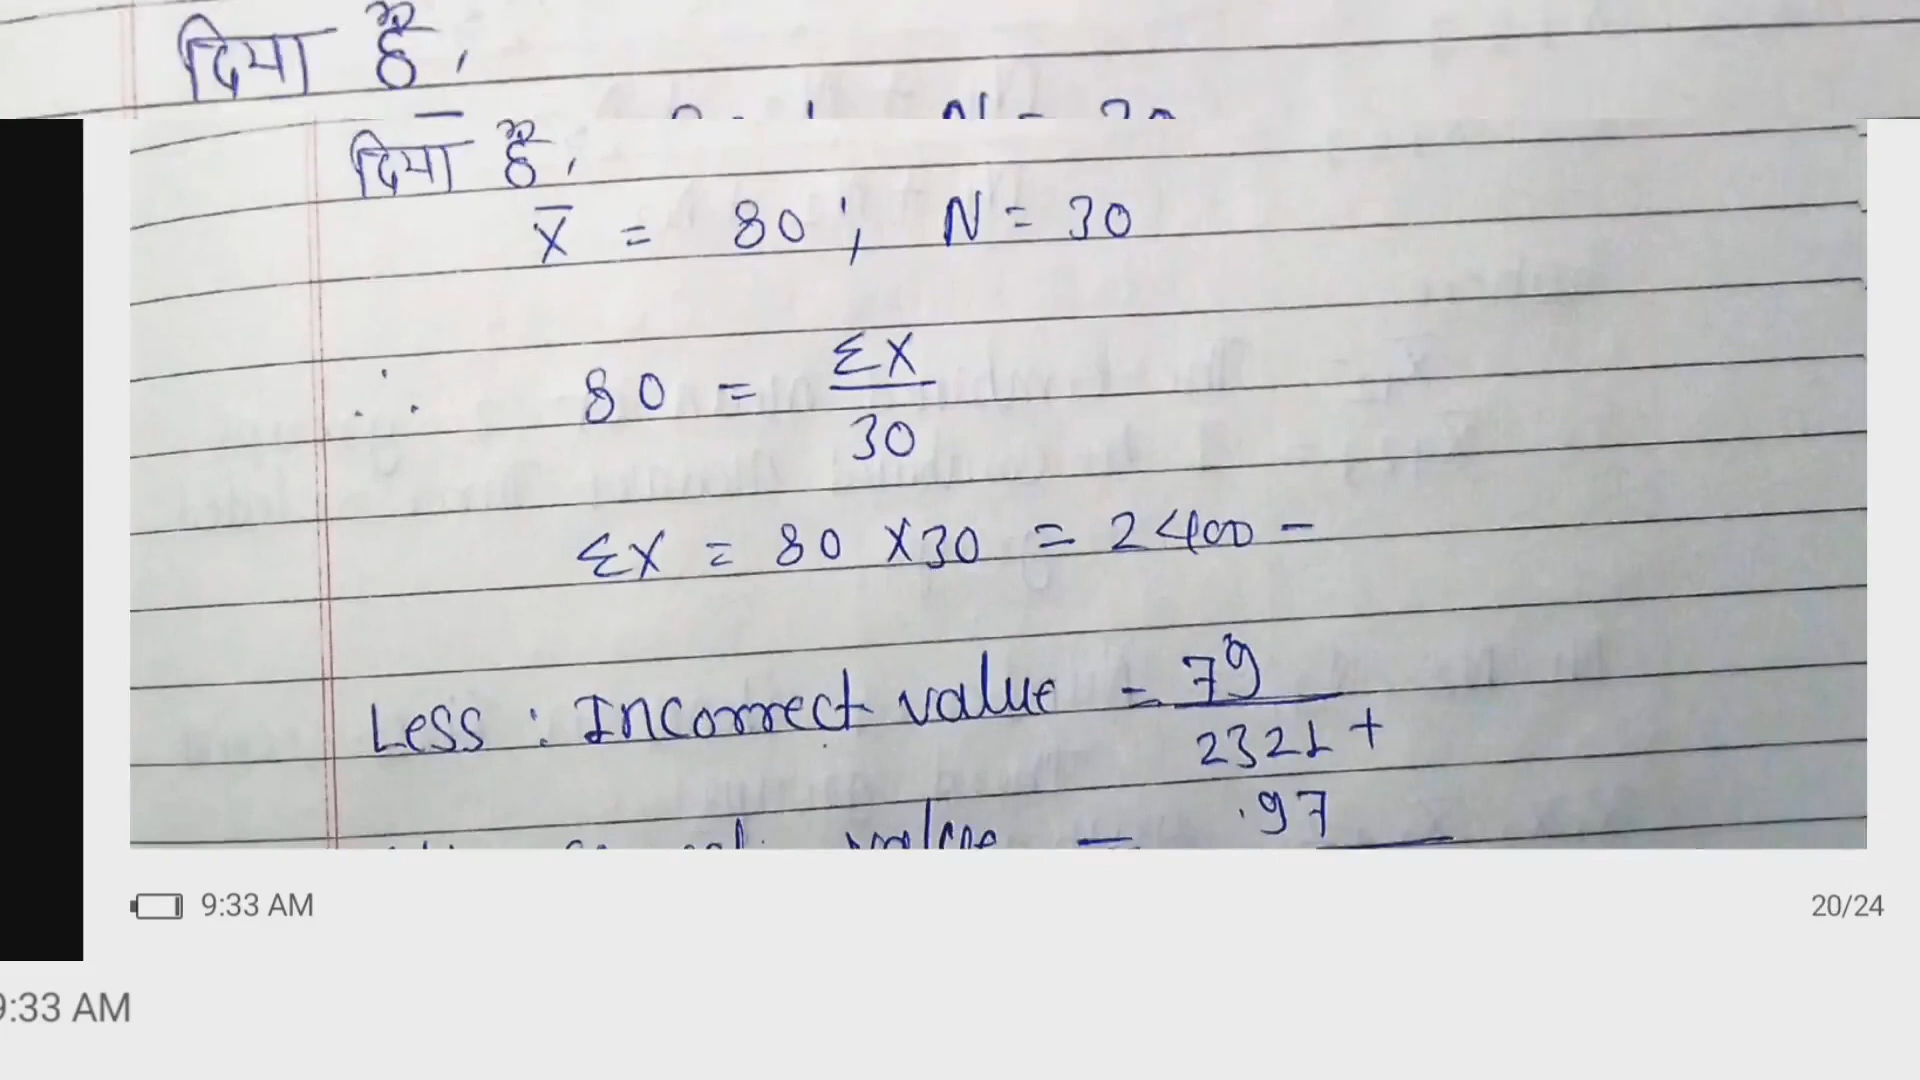 दिया है,
दिया है,
X̄ = 80 ; N = 30
∴ 80 = ΣX / 30
ΣX = 80 X 30 = 2400 -
Less : Incorrect value = 79
2321 +
97
9:33 AM
20/24
9:33 AM